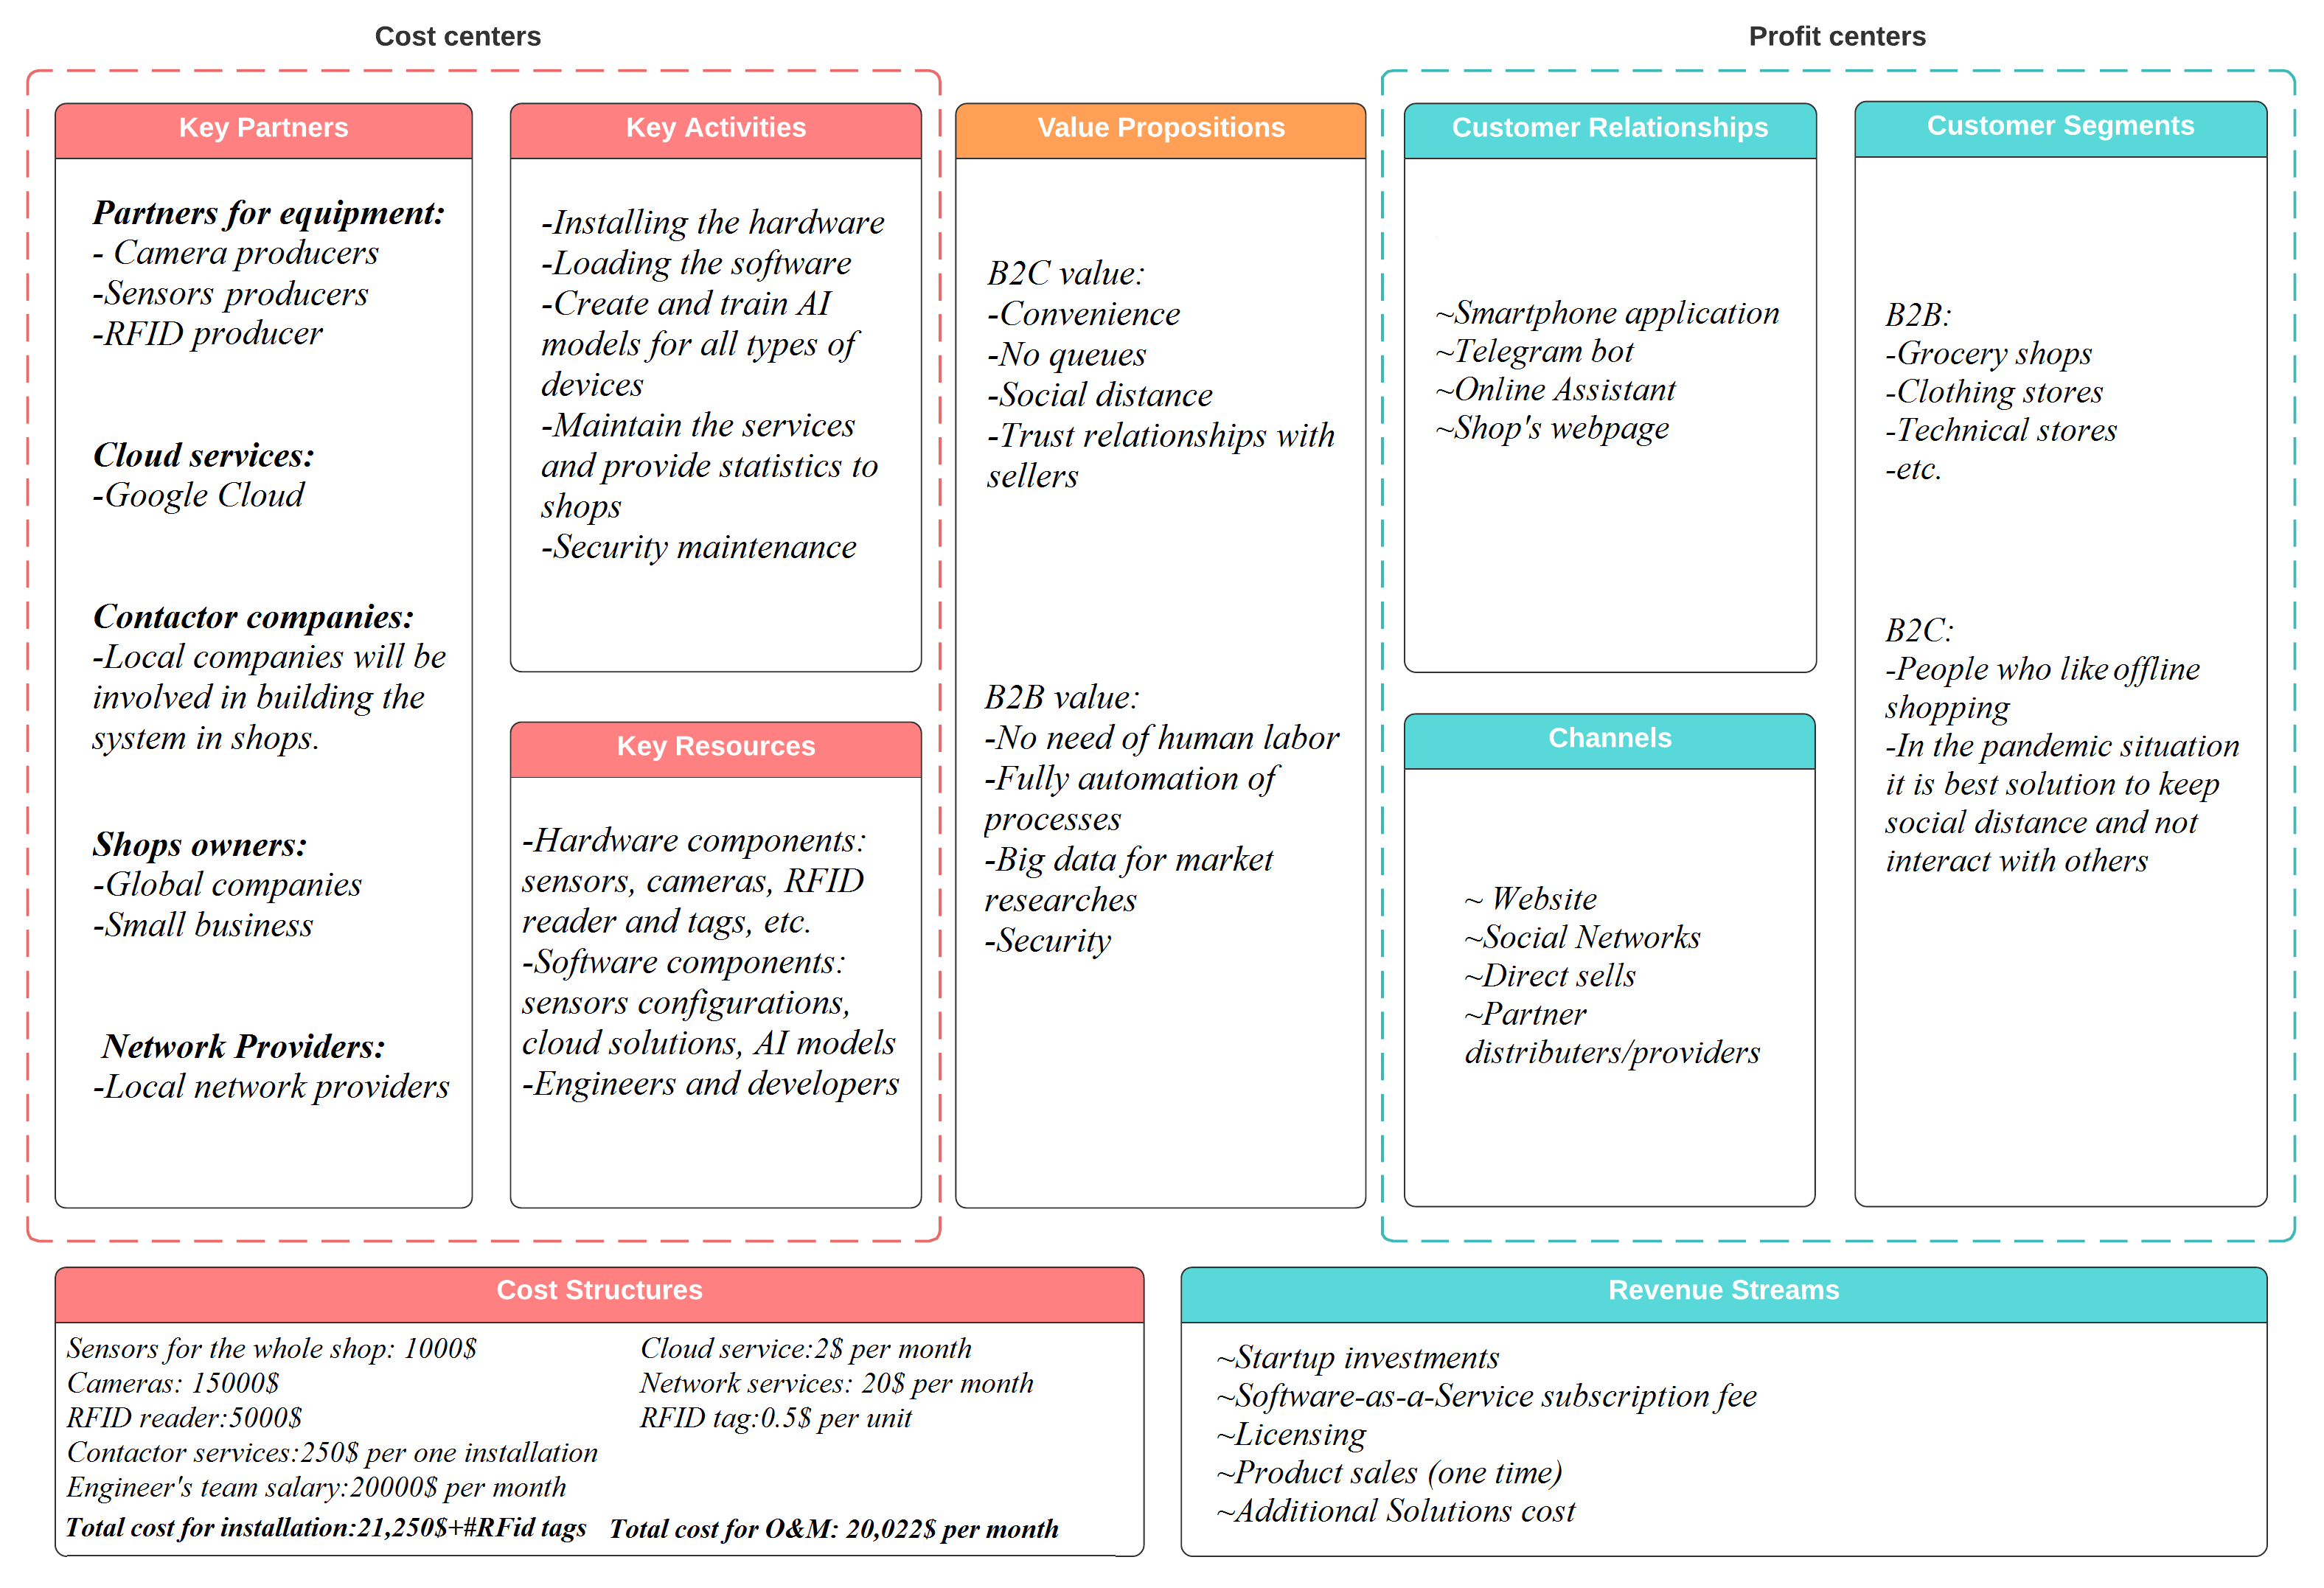 Cost centers
Profit centers
Key Partners
Partners for equipment:
- Camera producers
-Sensors producers
-RFID producer
Cloud services:
-Google Cloud
Contactor companies:
-Local companies will be
involved in building the
system in shops.
Shops owners:
-Global companies
-Small business
Network Providers:
-Local network providers
Key Activities
-Installing the hardware
-Loading the software
-Create and train AI
models for all types of
devices
-Maintain the services
and provide statistics to
shops
-Security maintenance
Key Resources
-Hardware components:
sensors, cameras, RFID
reader and tags, etc.
-Software components:
sensors configurations,
cloud solutions, AI models
-Engineers and developers
Value Propositions
B2C value:
-Convenience
-No queues
-Social distance
-Trust relationships with
sellers
B2B value:
-No need of human labor
-Fully automation of
processes
-Big data for market
researches
-Security
Customer Relationships
~Smartphone application
~Telegram bot
~Online Assistant
~Shop's webpage
Channels
~ Website
~Social Networks
~Direct sells
~Partner
distributers/providers
Customer Segments
B2B:
-Grocery shops
-Clothing stores
-Technical stores
-etc.
B2C:
-People who like offline
shopping
-In the pandemic situation
it is best solution to keep
social distance and not
interact with others
Cost Structures
Sensors for the whole shop: 1000$
Cameras: 15000$
RFID reader:5000$
Contactor services:250$ per one installation
Engineer's team salary:20000$ per month
Total cost for installation:21,250$+#RFid tags
Cloud service:2$ per month
Network services: 20$ per month
RFID tag:0.5$ per unit
Total cost for O&M: 20,022$ per month
Revenue Streams
~Startup investments
~Software-as-a-Service subscription fee
~Licensing
~Product sales (one time)
~Additional Solutions cost